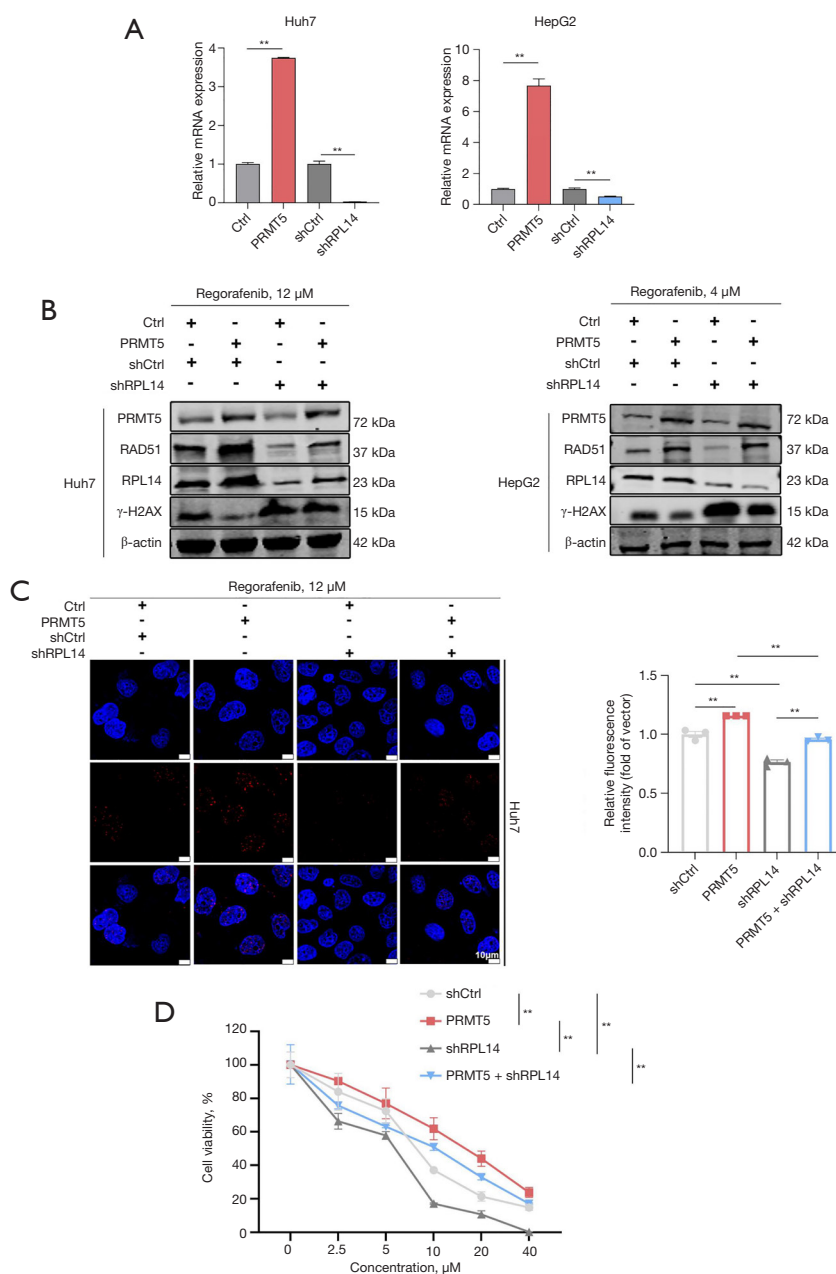 A
Huh7
HepG2
Relative mRNA expression
4
3
2
1
0
**
**
Ctrl
PRMT5
shCtrl
shRPL14
Relative mRNA expression
10
8
6
4
2
0
**
**
Ctrl
PRMT5
shCtrl
shRPL14
B
Regorafenib, 12 μM
Ctrl + - + -
PRMT5 - + - +
shCtrl + + - -
shRPL14 - - + +
Huh7
PRMT5 72 kDa
RAD51 37 kDa
RPL14 23 kDa
γ-H2AX 15 kDa
β-actin 42 kDa
Regorafenib, 4 μM
Ctrl + - + -
PRMT5 - + - +
shCtrl + + - -
shRPL14 - - + +
HepG2
PRMT5 72 kDa
RAD51 37 kDa
RPL14 23 kDa
γ-H2AX 15 kDa
β-actin 42 kDa
C
Regorafenib, 12 μM
Ctrl + - + -
PRMT5 - + - +
shCtrl + - - -
shRPL14 - - + +
Huh7
10μm
Relative fluorescence
intensity (fold of vector)
1.5
1.0
0.5
0.0
**
**
**
**
shCtrl
PRMT5
shRPL14
PRMT5 + shRPL14
D
shCtrl
PRMT5
shRPL14
PRMT5 + shRPL14
**
**
**
**
Cell viability, %
120
100
80
60
40
20
0
0 2.5 5 10 20 40
Concentration, μM